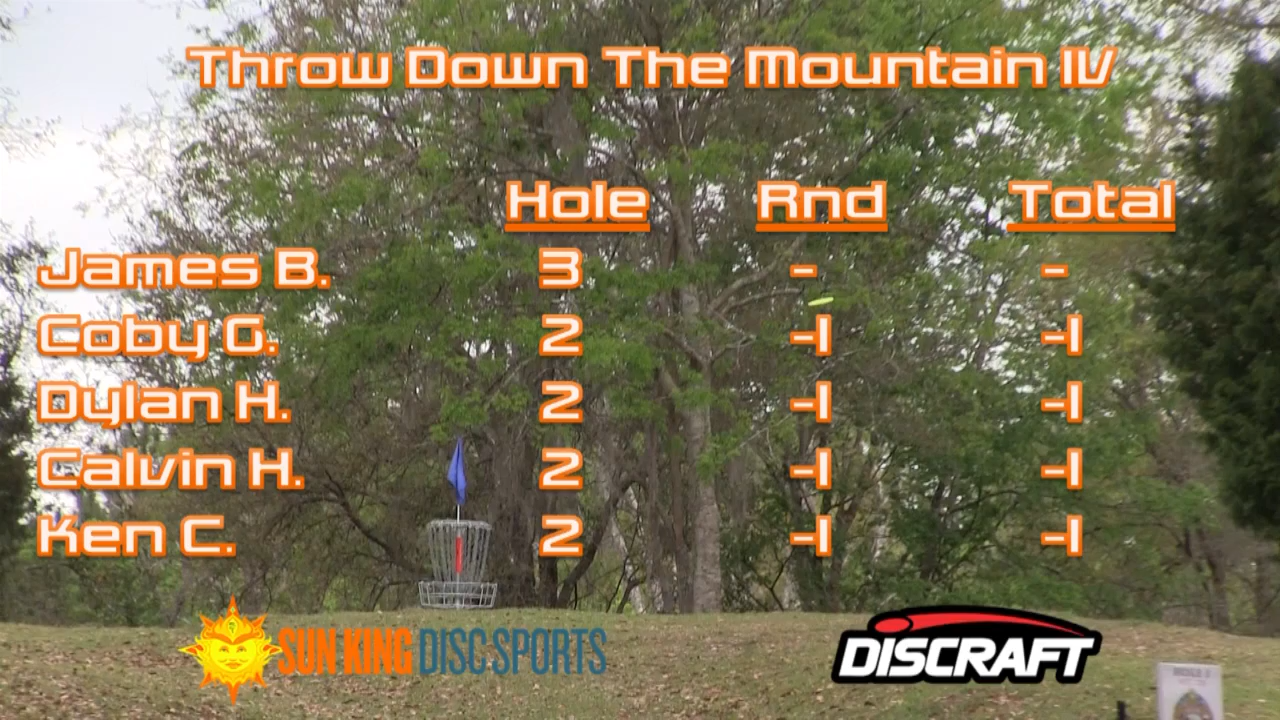 Throw Down The Mountain IV
Hole Rnd Total
James B. 3 - -
Coby G. 2 -1 -1
Dylan H. 2 -1 -1
Calvin H. 2 -1 -1
Ken C. 2 -1 -1
SUN KING DISC SPORTS
DISCRAFT